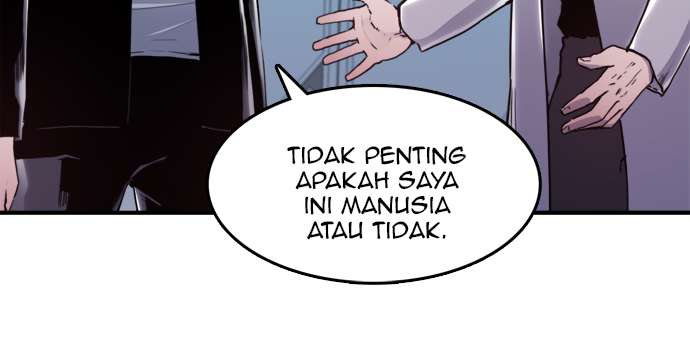 TIDAK PENTING
APAKAH SAYA
INI MANUSIA
ATAU TIDAK.